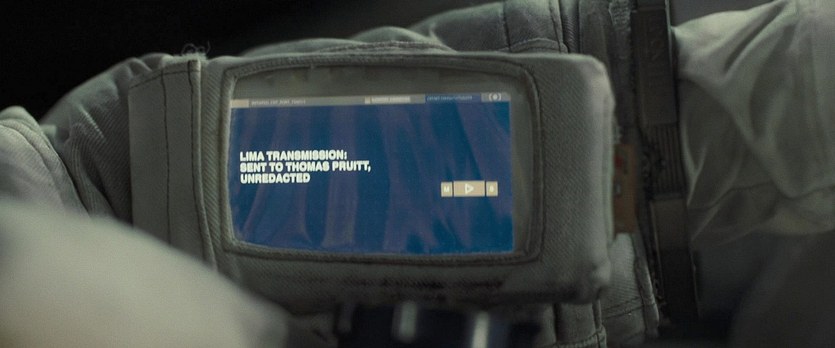 LIMA TRANSMISSION:
SENT TO THOMAS PRUITT,
UNREDACTED